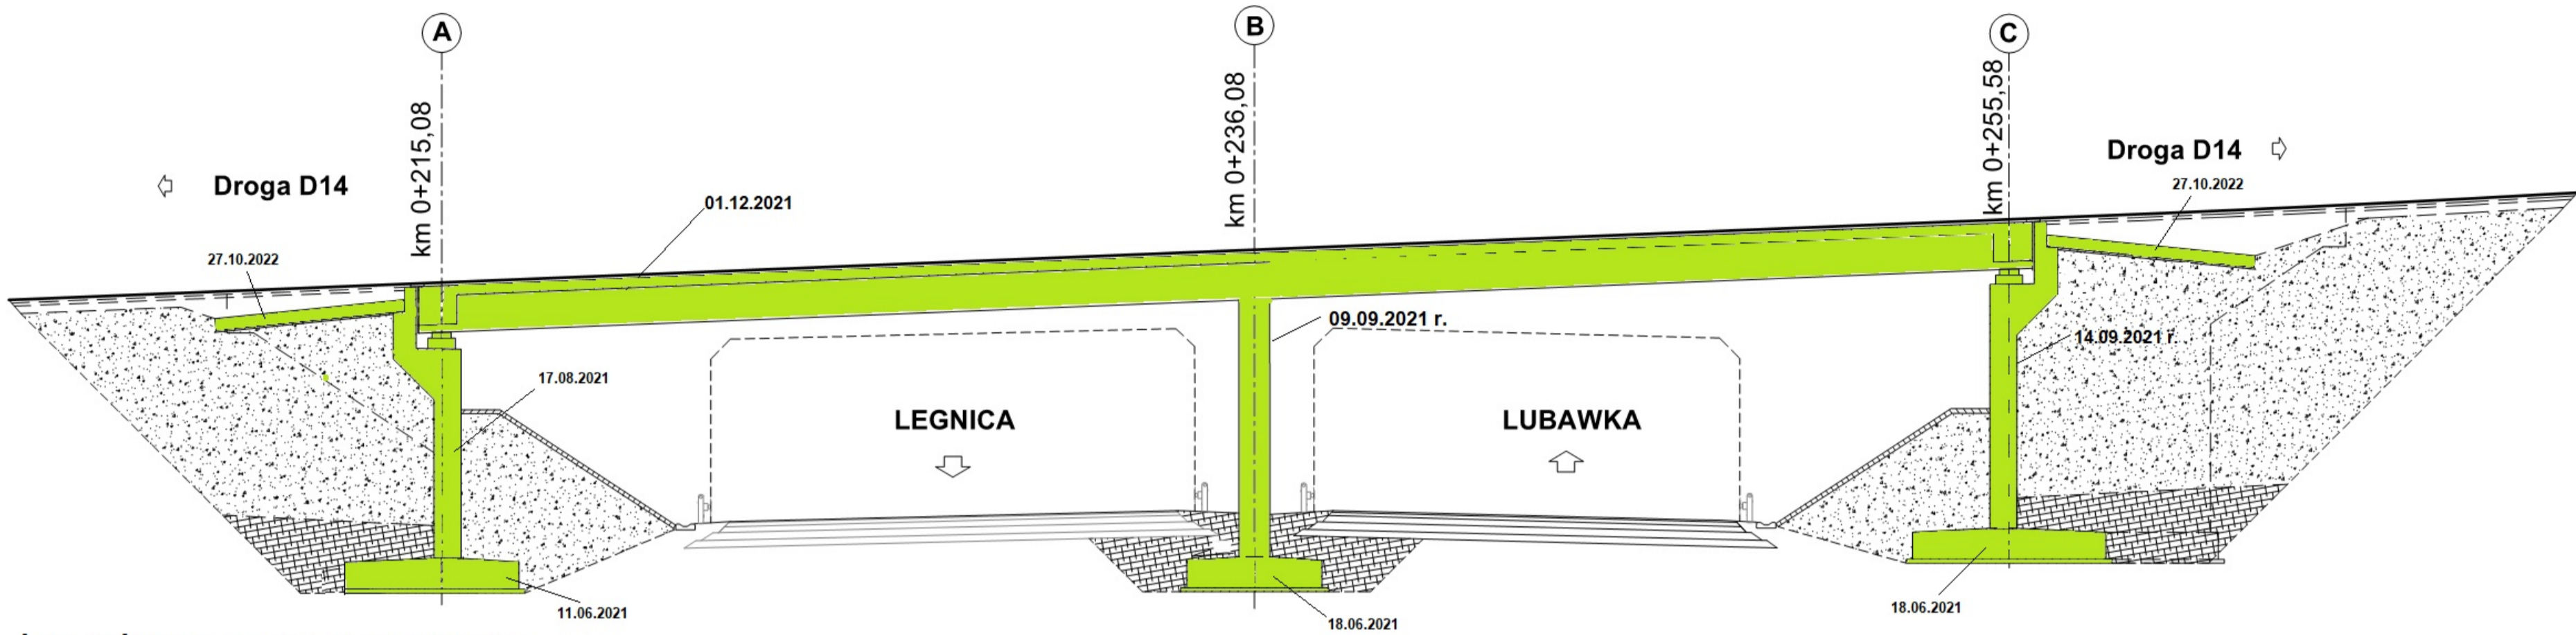 A
B
C
km 0+215,08
km 0+236,08
km 0+255,58
Droga D14
Droga D14
27.10.2022
01.12.2021
27.10.2022
09.09.2021 r.
14.09.2021 r.
17.08.2021
LEGNICA
LUBAWKA
11.06.2021
18.06.2021
18.06.2021